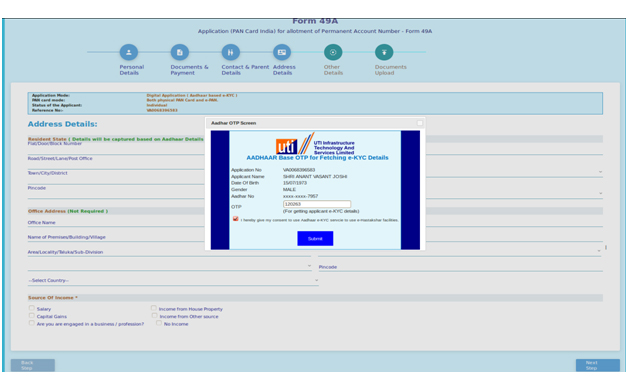 Form 49A
Application (PAN Card India) for allotment of Permanent Account Number - Form 49A
Personal Details
Documents & Payment
Contact & Parent Details
Address Details
Other Details
Documents Upload
Application Mode: Digital Application ( Aadhaar based e-KYC )
PAN card mode: Both physical PAN Card and e-PAN.
Status of the Applicant: Individual
Reference No:
Address Details:
Resident State ( Details will be captured based on Aadhaar Details
Flat/Door/Block Number
Road/Street/Lane/Post Office
Town/City/District
Pincode
Office Address (Not Required )
Office Name
Name of Premises/Building/Village
Area/Locality/Taluka/Sub-Division
Pincode
--Select Country--
Source Of Income *
Salary
Income from House Property
Capital Gains
Income from Other source
Are you are engaged in a business / profession?
No Income
Back Step
Next Step
Aadhar OTP Screen
uti
UTI Infrastructure
Technology And
Services Limited
AADHAAR Base OTP for Fetching e-KYC Details
Application No
Applicant Name SHRI ANANT VASANT JOSHI
Date Of Birth 10/07/1973
Gender MALE
Aadhar No xxxx-xxxx-7957
OTP 120263
(For getting applicant e-KYC details)
I hereby give my consent to use Aadhaar e-KYC service to use e-Hastakshar facilities
Submit